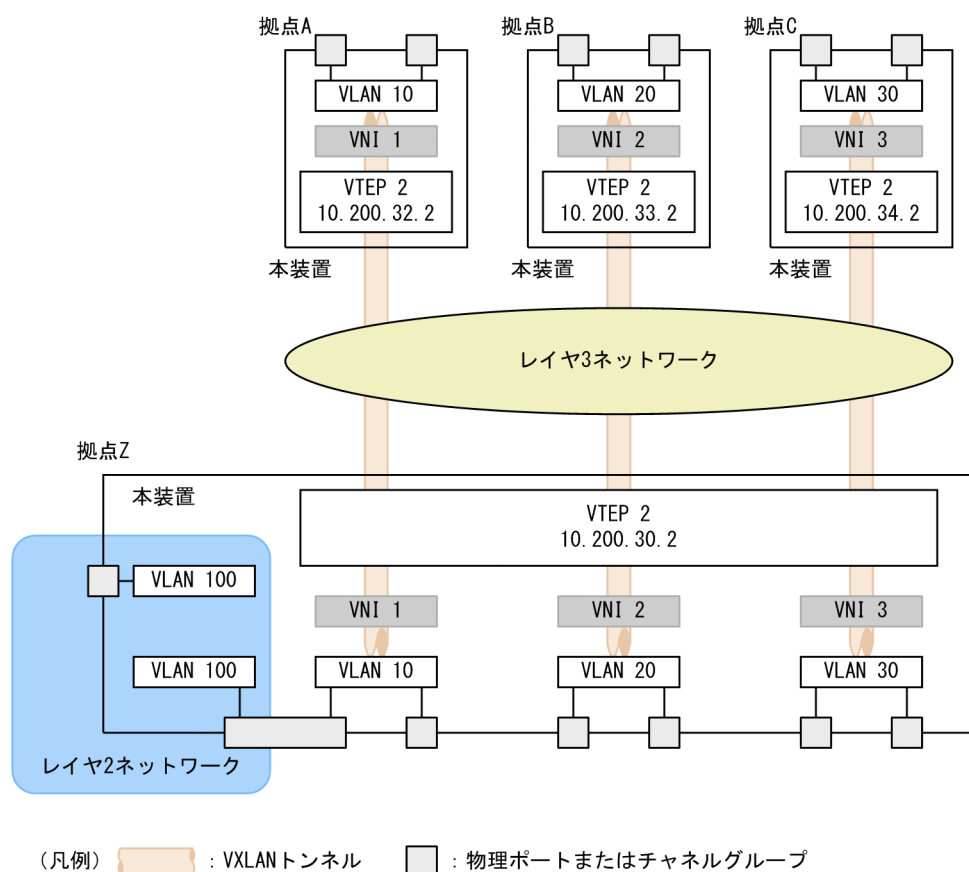 拠点A 拠点B 拠点C
VLAN 10 VLAN 20 VLAN 30
VNI 1 VNI 2 VNI 3
VTEP 2 VTEP 2 VTEP 2
10.200.32.2 10.200.33.2 10.200.34.2
本装置 本装置 本装置
レイヤ3ネットワーク
拠点Z
本装置
VTEP 2
10.200.30.2
VLAN 100
VNI 1 VNI 2 VNI 3
VLAN 100 VLAN 10 VLAN 20 VLAN 30
レイヤ2ネットワーク
(凡例) : VXLANトンネル : 物理ポートまたはチャネルグループ